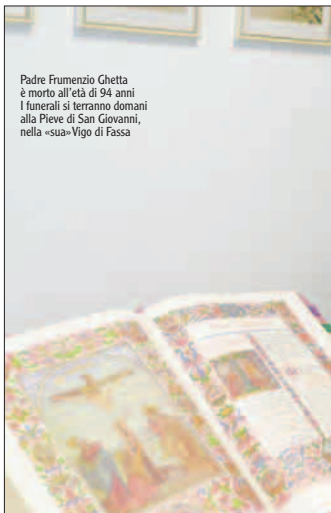 Padre Frumenzio Ghetta
è morto all'età di 94 anni
I funerali si terranno domani
alla Pieve di San Giovanni,
nella «sua» Vigo di Fassa